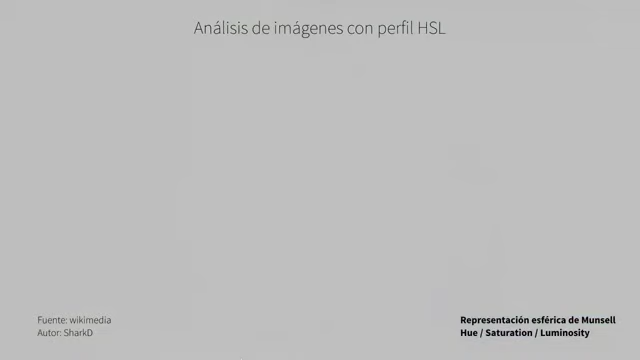 Análisis de imágenes con perfil HSL
Fuente: wikimedia
Autor: SharkD
Representación esférica de Munsell
Hue / Saturation / Luminosity